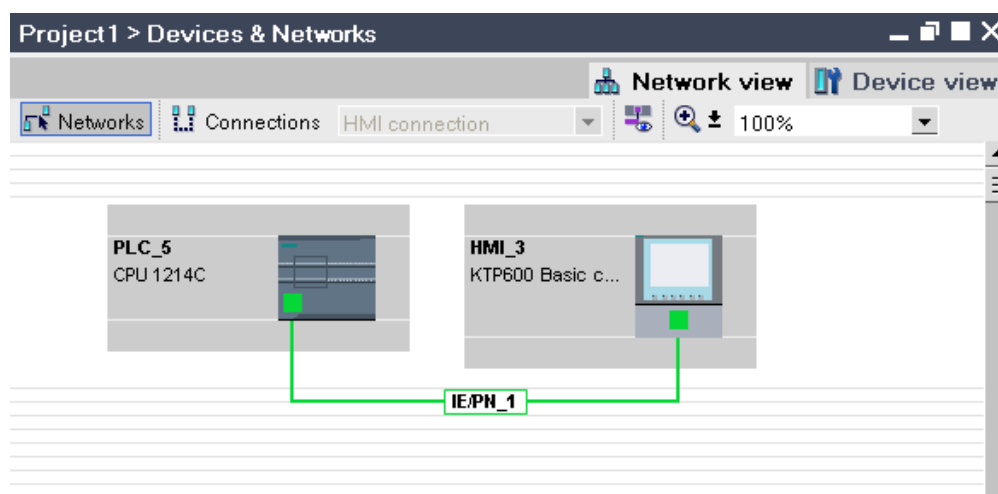 Project1 > Devices & Networks
Network view Device view
Networks Connections HMI connection 100%
PLC_5
CPU 1214C
HMI_3
KTP600 Basic c...
IE/PN_1